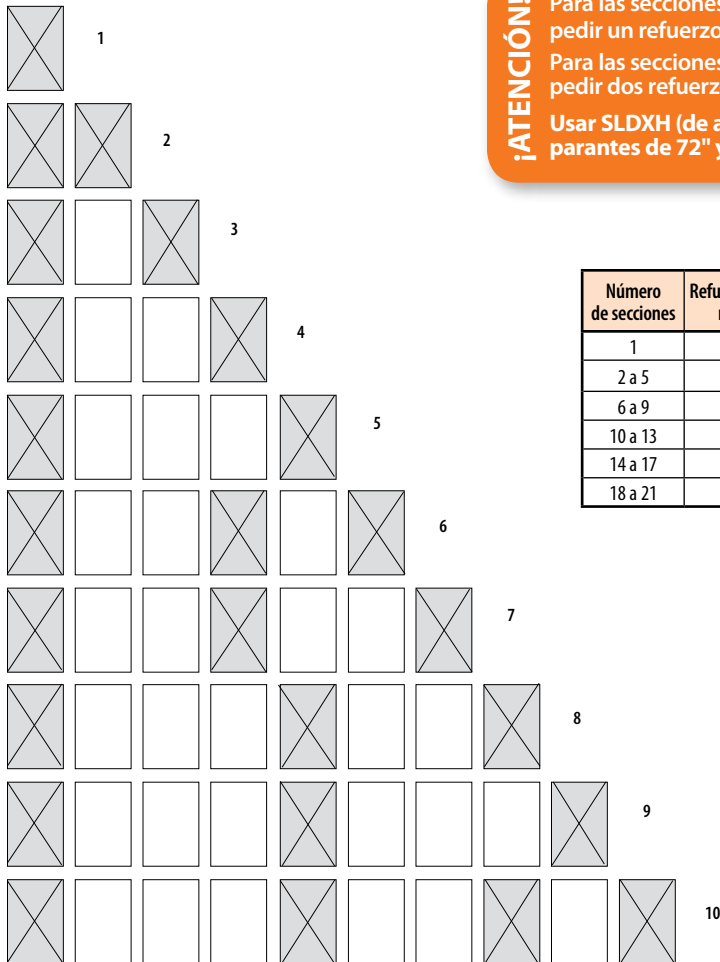 ¡ATENCIÓN!
Para las secciones
pedir un refuerzo
Para las secciones
pedir dos
Usar SLDXH (de
parantes de 72"
1
2
3
4
5
6
7
8
9
10
Número
de secciones
1
2 a 5
6 a 9
10 a 13
14 a 17
18 a 21